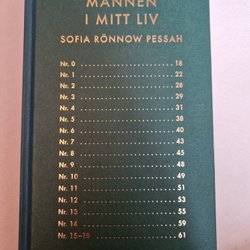 MÄNNEN
I MITT LIV
SOFIA RÖNNOW PESSAH
Nr. 0 ........................ 18
Nr. 1 ........................ 22
Nr. 2 ........................ 28
Nr. 3 ........................ 29
Nr. 4 ........................ 31
Nr. 5 ........................ 38
Nr. 6 ........................ 40
Nr. 7 ........................ 43
Nr. 8 ........................ 45
Nr. 9 ........................ 48
Nr. 10 ........................ 49
Nr. 11 ........................ 51
Nr. 12 ........................ 53
Nr. 13 ........................ 55
Nr. 14 ........................ 59
Nr. 15–19 ........................ 61